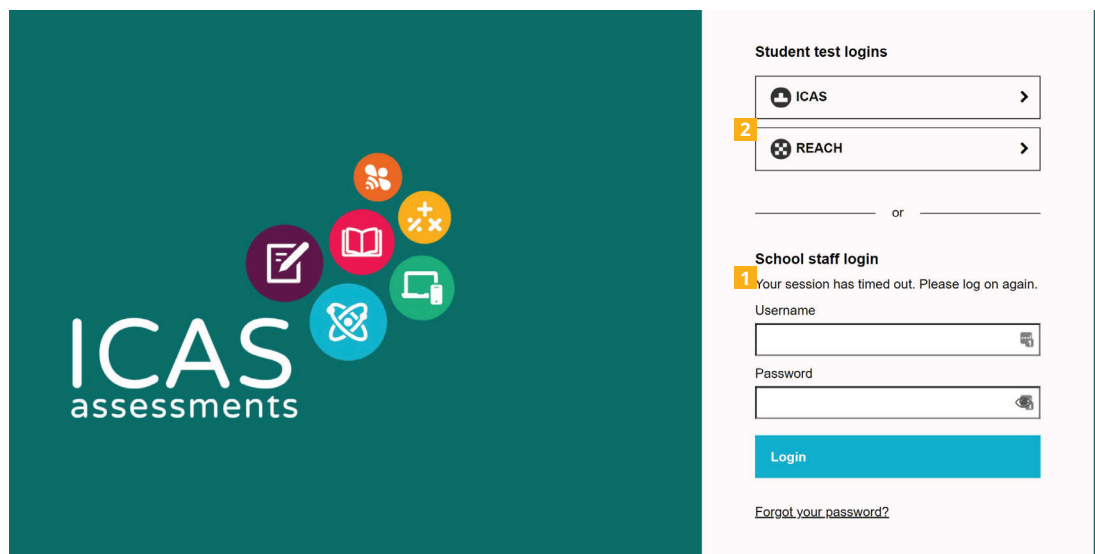 ICAS
assessments
Student test logins
ICAS
2
REACH
or
School staff login
1
Your session has timed out. Please log on again.
Username
Password
Login
Forgot your password?